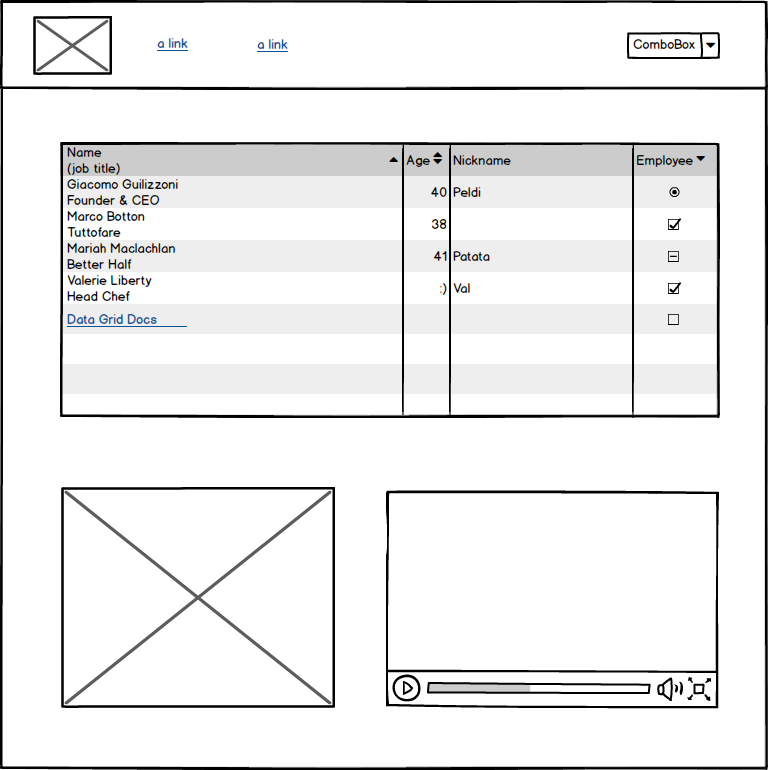 a link
a link
ComboBox
Name
(job title)
Age
Nickname
Employee
Giacomo Guilizzoni
Founder & CEO
40
Peldi
Marco Botton
Tuttofare
38
Mariah Maclachlan
Better Half
41
Patata
Valerie Liberty
Head Chef
:)
Val
Data Grid Docs